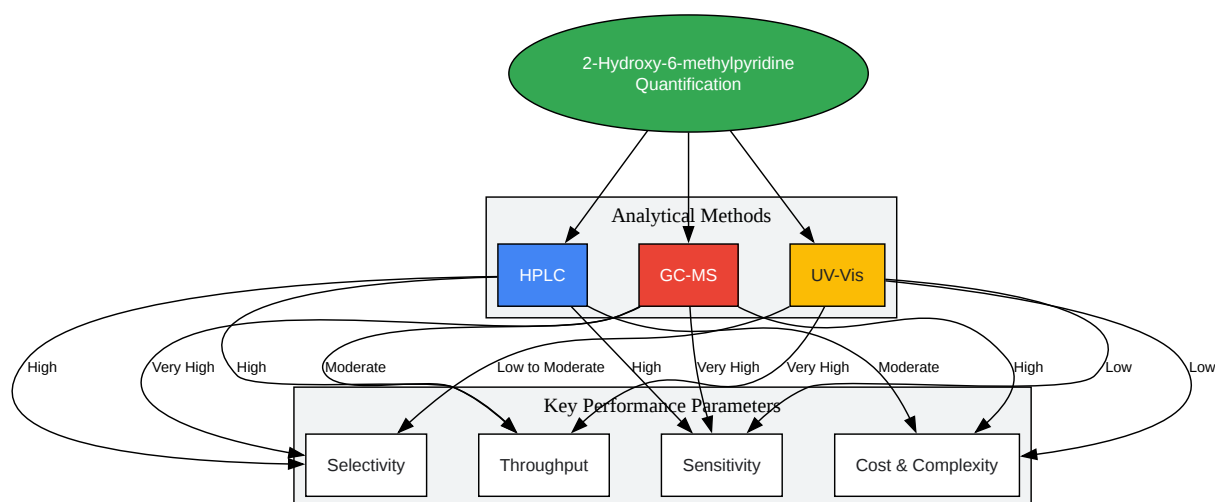 2-Hydroxy-6-methylpyridine
Quantification
Analytical Methods
HPLC
GC-MS
UV-Vis
High
Very High
High
Moderate
Low to Moderate
High
Very High
Very High
Moderate
High
Low
Low
Key Performance Parameters
Selectivity
Throughput
Sensitivity
Cost & Complexity